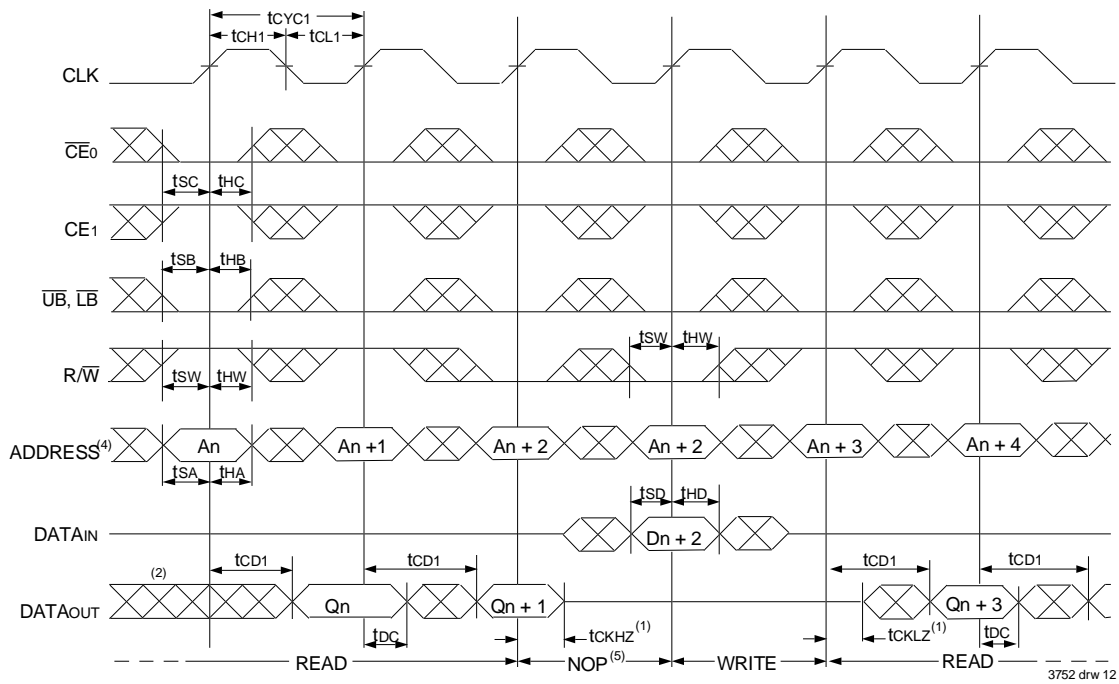 tCYC1
tCH1 tCL1
CLK
CE0
tSC tHC
CE1
tSB tHB
UB, LB
tSW tHW
R/W
tSW tHW
ADDRESS(4) An An +1 An + 2 An + 2 An + 3 An + 4
tSA tHA
tSD tHD
DATAIN Dn + 2
tCD1 tCD1 tCD1 tCD1
(2)
DATAOUT Qn Qn + 1 Qn + 3
tDC tCKHZ(1) tCKLZ(1) tDC
READ NOP(5) WRITE READ
3752 drw 12